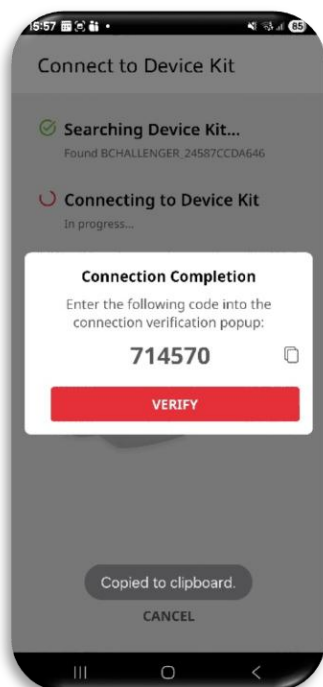 15:57
85
Connect to Device Kit
Searching Device Kit...
Found BCHALLENGER_24587CCDA646
Connecting to Device Kit
In progress...
Connection Completion
Enter the following code into the
connection verification popup:
714570
VERIFY
Copied to clipboard.
CANCEL